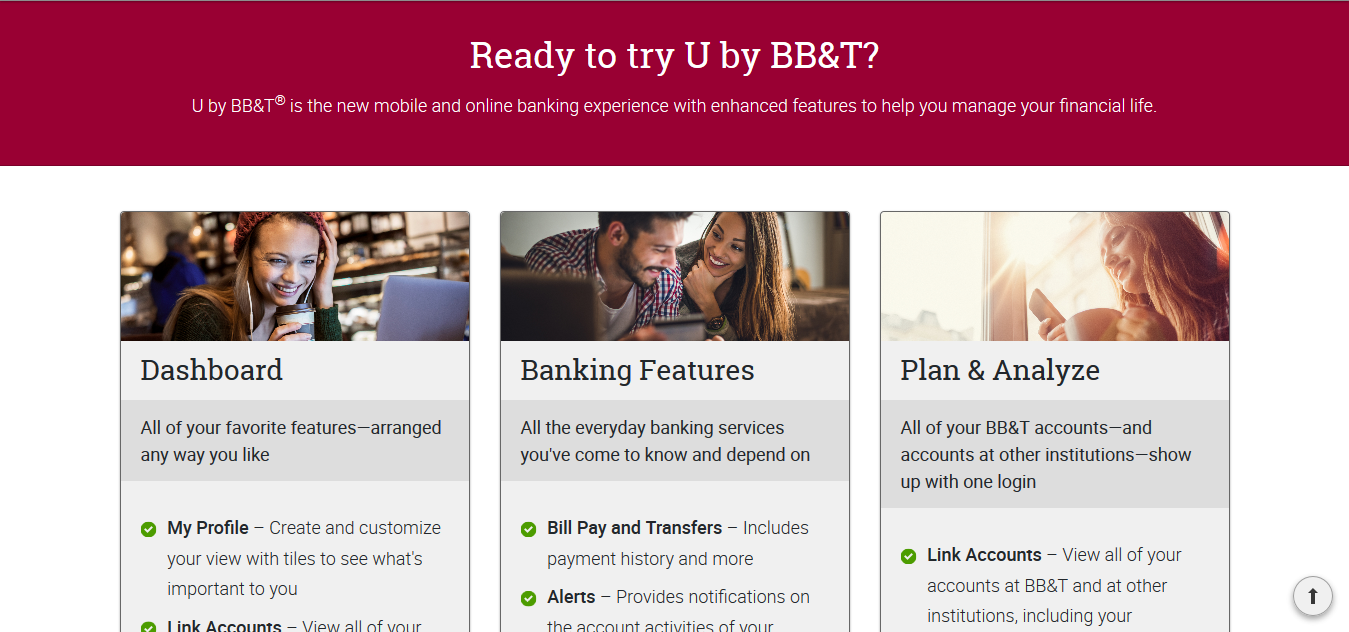 Ready to try U by BB&T?
U by BB&T® is the new mobile and online banking experience with enhanced features to help you manage your financial life.
Dashboard
All of your favorite features—arranged
any way you like
My Profile – Create and customize
your view with tiles to see what's
important to you
Link Accounts – View all of your
Banking Features
All the everyday banking services
you've come to know and depend on
Bill Pay and Transfers – Includes
payment history and more
Alerts – Provides notifications on
the account activities of your
Plan & Analyze
All of your BB&T accounts—and
accounts at other institutions—show
up with one login
Link Accounts – View all of your
accounts at BB&T and at other
institutions, including your